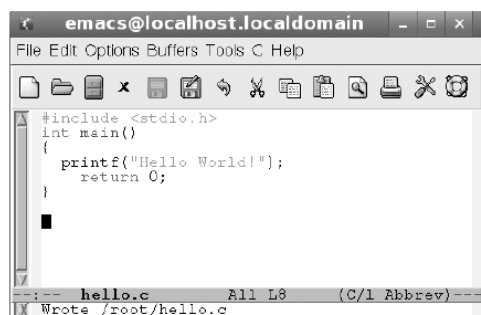 emacs@localhost.localdomain
File Edit Options Buffers Tools C Help
#include <stdio.h>
int main()
{
  printf("Hello World!");
    return 0;
}
--:-- hello.c All L8 (C/l Abbrev)---
Wrote /root/hello.c